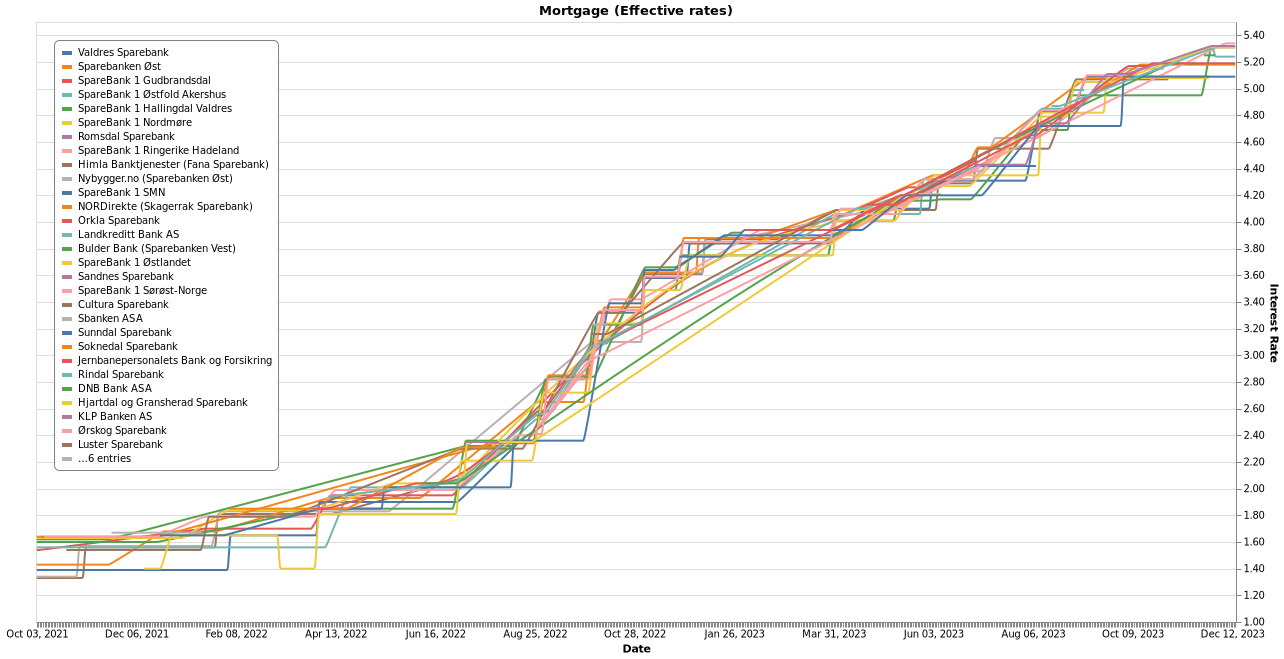 Mortgage (Effective rates)
Valdres Sparebank
Sparebanken Øst
SpareBank 1 Gudbrandsdal
SpareBank 1 Østfold Akershus
SpareBank 1 Hallingdal Valdres
SpareBank 1 Nordmøre
Romsdal Sparebank
SpareBank 1 Ringerike Hadeland
Himla Banktjenester (Fana Sparebank)
Nybygger.no (Sparebanken Øst)
SpareBank 1 SMN
NORDirekte (Skagerrak Sparebank)
Orkla Sparebank
Landkreditt Bank AS
Bulder Bank (Sparebanken Vest)
SpareBank 1 Østlandet
Sandnes Sparebank
SpareBank 1 Sørøst-Norge
Cultura Sparebank
Sbanken ASA
Sunndal Sparebank
Soknedal Sparebank
Jernbanepersonalets Bank og Forsikring
Rindal Sparebank
DNB Bank ASA
Hjartdal og Gransherad Sparebank
KLP Banken AS
Ørskog Sparebank
Luster Sparebank
...6 entries
5.40
5.20
5.00
4.80
4.60
4.40
4.20
4.00
3.80
3.60
3.40
3.20
3.00
2.80
2.60
2.40
2.20
2.00
1.80
1.60
1.40
1.20
1.00
Interest Rate
Oct 03, 2021 Dec 06, 2021 Feb 08, 2022 Apr 13, 2022 Jun 16, 2022 Aug 25, 2022 Oct 28, 2022 Jan 26, 2023 Mar 31, 2023 Jun 03, 2023 Aug 06, 2023 Oct 09, 2023 Dec 12, 2023
Date